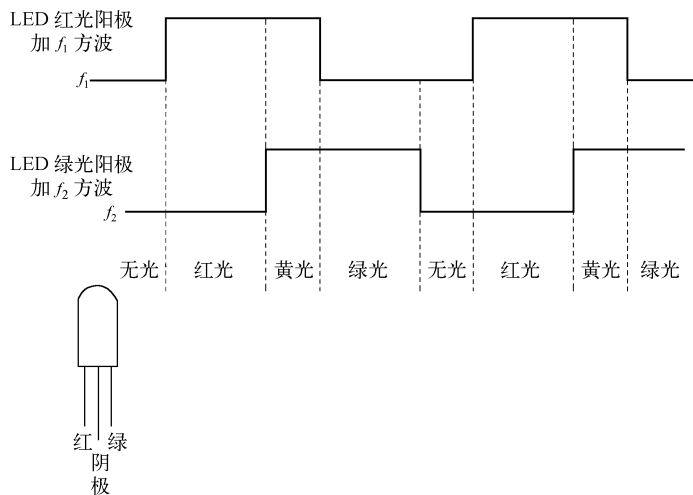 LED 红光阳极
加 f₁ 方波
f₁
LED 绿光阳极
加 f₂ 方波
f₂
无光 红光 黄光 绿光 无光 红光 黄光 绿光
红 绿
阴
极